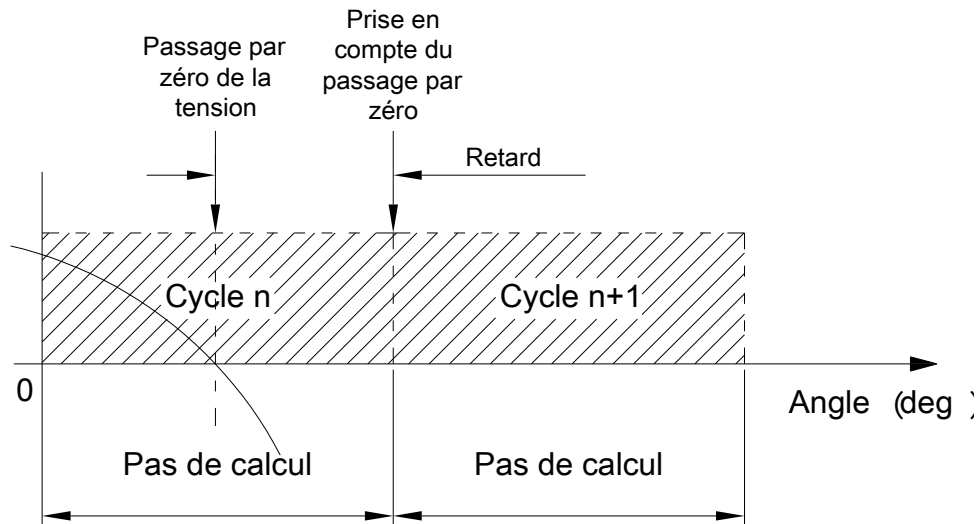 Passage par
zéro de la
tension
Prise en
compte du
passage par
zéro
Retard
Cycle n
Cycle n+1
0
Angle (deg )
Pas de calcul
Pas de calcul